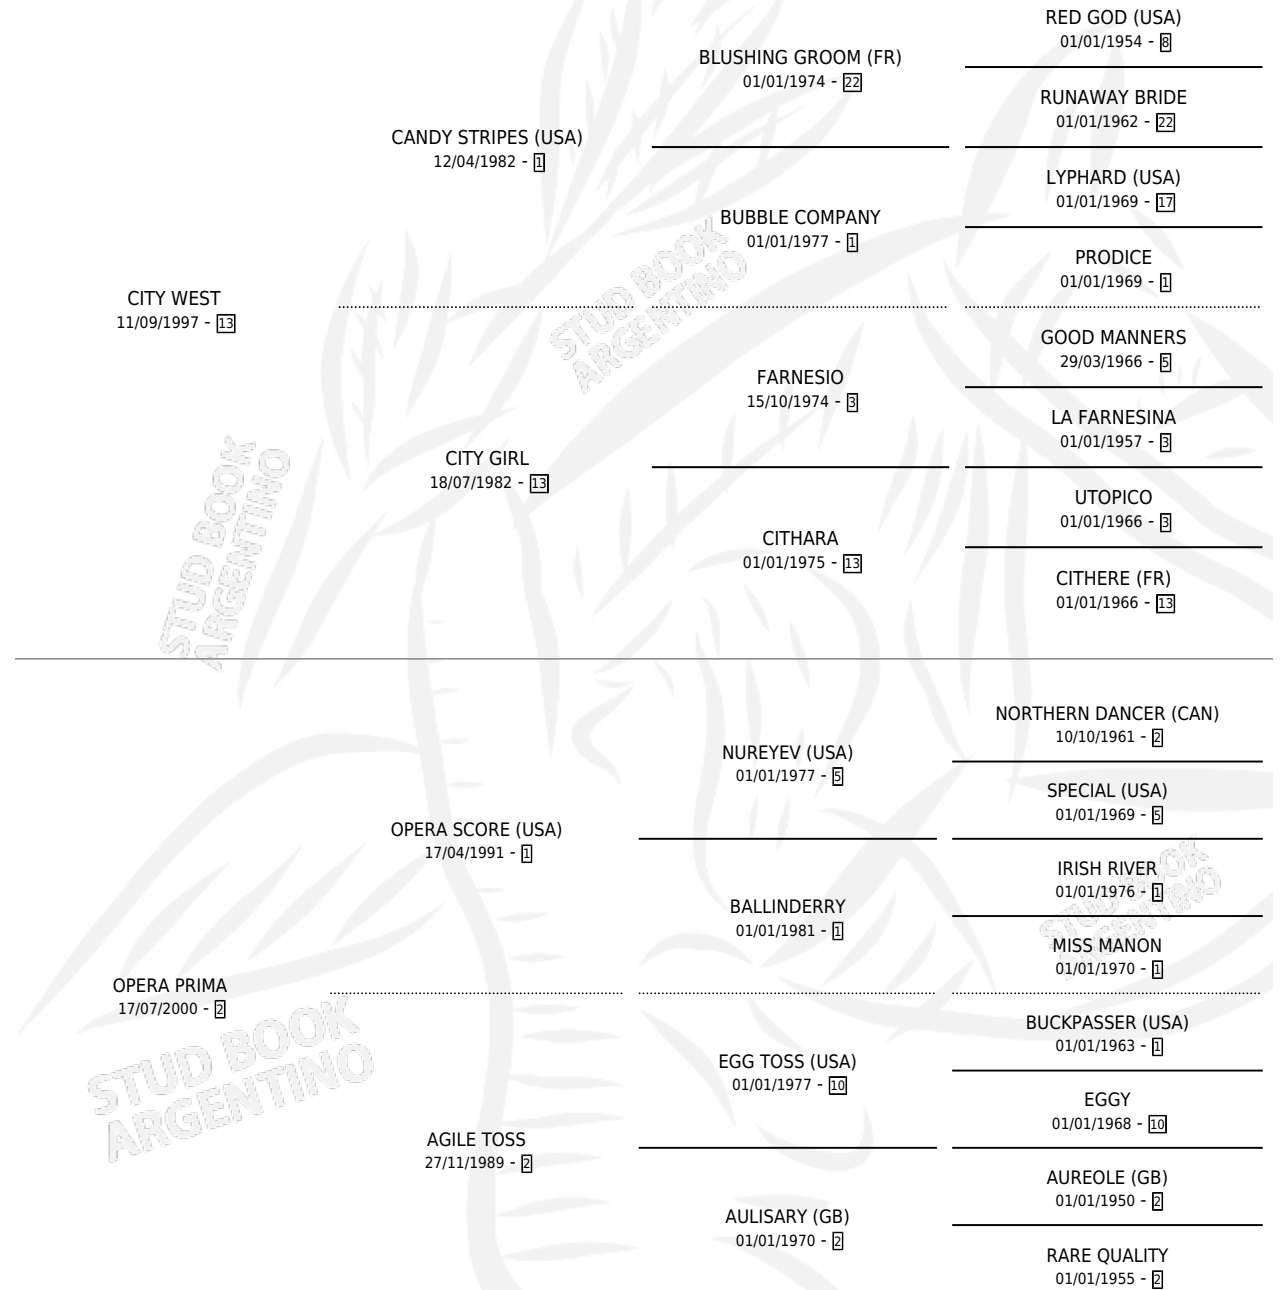 RED GOD (USA)
01/01/1954 - 8
BLUSHING GROOM (FR)
01/01/1974 - 22
RUNAWAY BRIDE
01/01/1962 - 22
CANDY STRIPES (USA)
12/04/1982 - 1
LYPHARD (USA)
01/01/1969 - 17
BUBBLE COMPANY
01/01/1977 - 1
PRODICE
01/01/1969 - 1
CITY WEST
11/09/1997 - 13
STUD BOOK
ARGENTINO
GOOD MANNERS
29/03/1966 - 5
FARNESIO
15/10/1974 - 3
LA FARNESINA
01/01/1957 - 3
CITY GIRL
18/07/1982 - 13
UTOPICO
01/01/1966 - 3
CITHARA
01/01/1975 - 13
CITHERE (FR)
01/01/1966 - 13
STUD BOOK
ARGENTINO
NORTHERN DANCER (CAN)
10/10/1961 - 2
NUREYEV (USA)
01/01/1977 - 5
SPECIAL (USA)
01/01/1969 - 5
OPERA SCORE (USA)
17/04/1991 - 1
IRISH RIVER
01/01/1976 - 1
BALLINDERRY
01/01/1981 - 1
STUD BOOK
ARGENTINO
MISS MANON
01/01/1970 - 1
OPERA PRIMA
17/07/2000 - 2
BUCKPASSER (USA)
01/01/1963 - 1
EGG TOSS (USA)
01/01/1977 - 10
STUD BOOK
ARGENTINO
EGGY
01/01/1968 - 10
AGILE TOSS
27/11/1989 - 2
AUREOLE (GB)
01/01/1950 - 2
AULISARY (GB)
01/01/1970 - 2
RARE QUALITY
01/01/1955 - 2